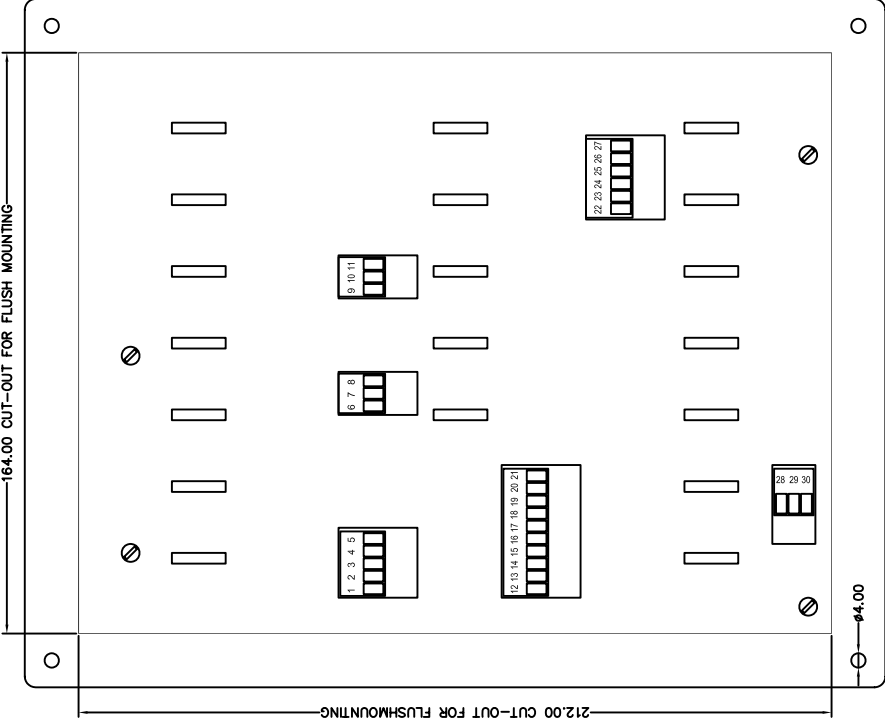 164.00 CUT-OUT FOR FLUSH MOUNTING
22 23 24 25 26 27
9 10 11
6 7 8
12 13 14 15 16 17 18 19 20 21
28 29 30
1 2 3 4 5
ø4.00
212.00 CUT-OUT FOR FLUSHMOUNTING